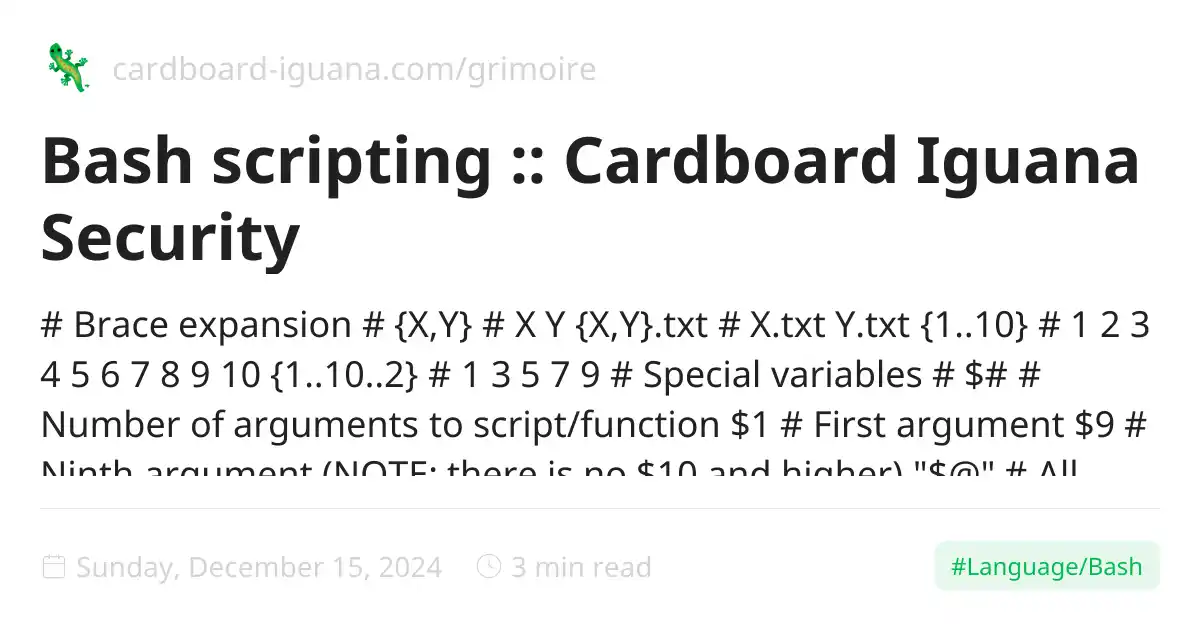 cardboard-iguana.com/grimoire
Bash scripting :: Cardboard Iguana
Security
# Brace expansion # {X,Y} # X Y {X,Y}.txt # X.txt Y.txt {1..10} # 1 2 3
4 5 6 7 8 9 10 {1..10..2} # 1 3 5 7 9 # Special variables # $# #
Number of arguments to script/function $1 # First argument $9 #
Ninth argument (NOTE: there is no $10 and higher) "$@" # All
Sunday, December 15, 2024
3 min read
#Language/Bash